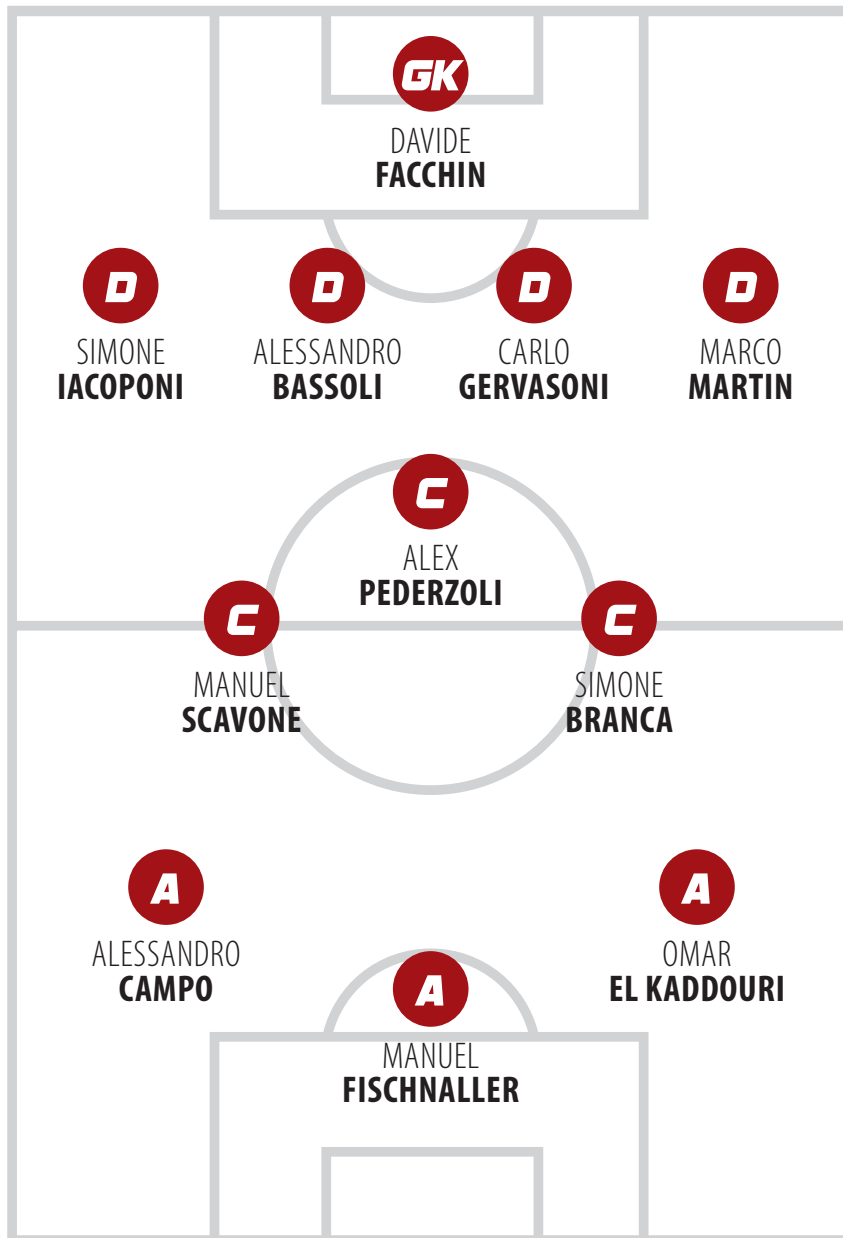 GK
DAVIDE
FACCHIN
D
SIMONE
IACOPONI
D
ALESSANDRO
BASSOLI
D
CARLO
GERVASONI
D
MARCO
MARTIN
C
ALEX
PEDERZOLI
C
MANUEL
SCAVONE
C
SIMONE
BRANCA
A
ALESSANDRO
CAMPO
A
OMAR
EL KADDOURI
A
MANUEL
FISCHNALLER